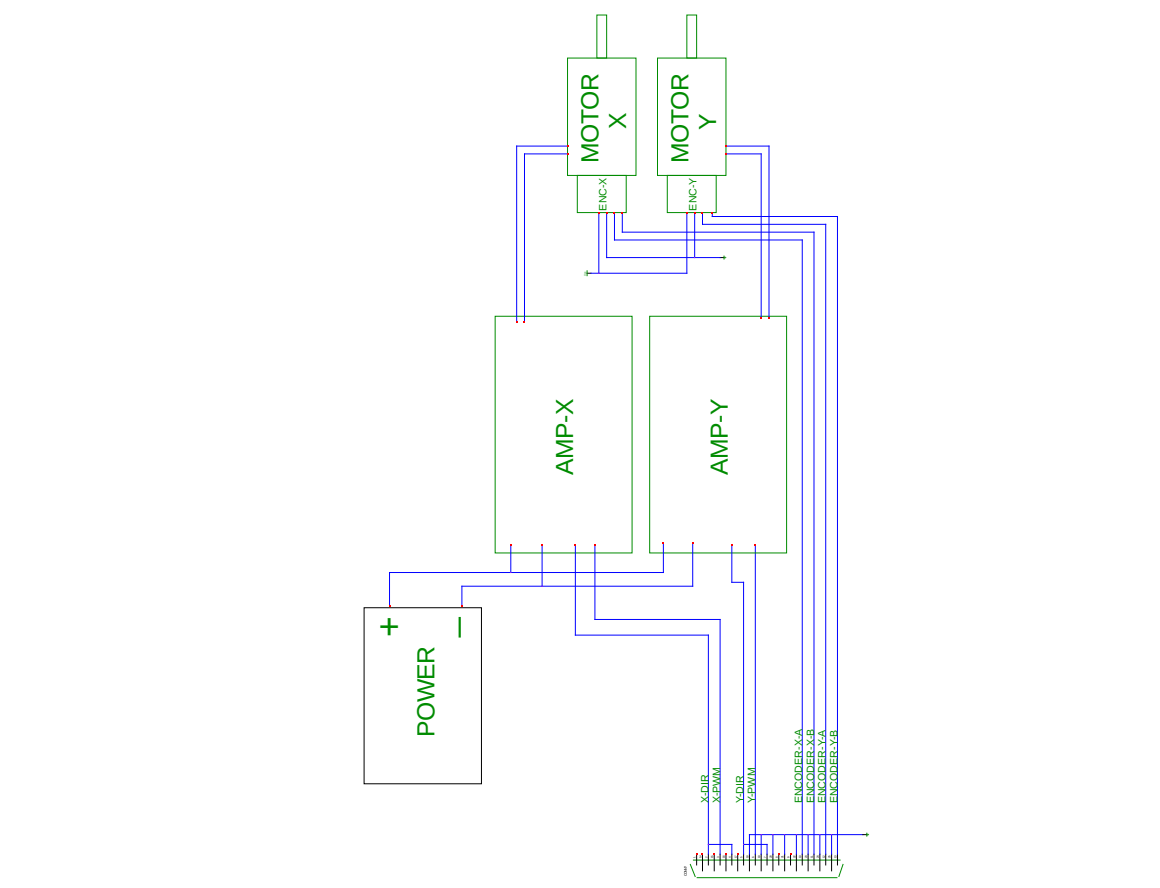 MOTOR
X
MOTOR
Y
ENC-X
ENC-Y
AMP-X
AMP-Y
+
—
POWER
X-DIR
X-PWM
Y-DIR
Y-PWM
ENCODER-X-A
ENCODER-X-B
ENCODER-Y-A
ENCODER-Y-B